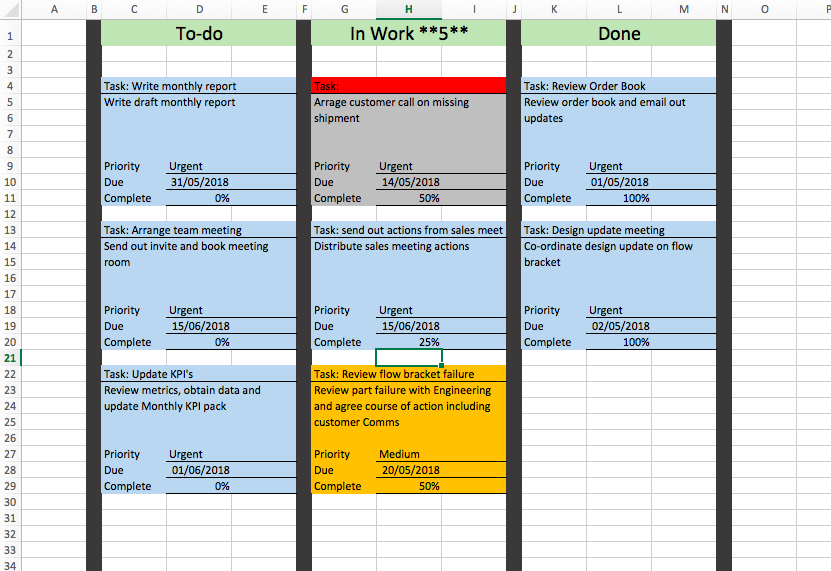 A B C D E F G H I J K L M N O P
1 To-do In Work **5** Done
2
3
4 Task: Write monthly report Task: Task: Review Order Book
5 Write draft monthly report Arrage customer call on missing Review order book and email out
6 shipment updates
7
8
9 Priority Urgent Priority Urgent Priority Urgent
10 Due 31/05/2018 Due 14/05/2018 Due 01/05/2018
11 Complete 0% Complete 50% Complete 100%
12
13 Task: Arrange team meeting Task: send out actions from sales meet Task: Design update meeting
14 Send out invite and book meeting Distribute sales meeting actions Co-ordinate design update on flow
15 room bracket
16
17
18 Priority Urgent Priority Urgent Priority Urgent
19 Due 15/06/2018 Due 15/06/2018 Due 02/05/2018
20 Complete 0% Complete 25% Complete 100%
21
22 Task: Update KPI's Task: Review flow bracket failure
23 Review metrics, obtain data and Review part failure with Engineering
24 update Monthly KPI pack and agree course of action including
25 customer Comms
26
27 Priority Urgent Priority Medium
28 Due 01/06/2018 Due 20/05/2018
29 Complete 0% Complete 50%
30
31
32
33
34